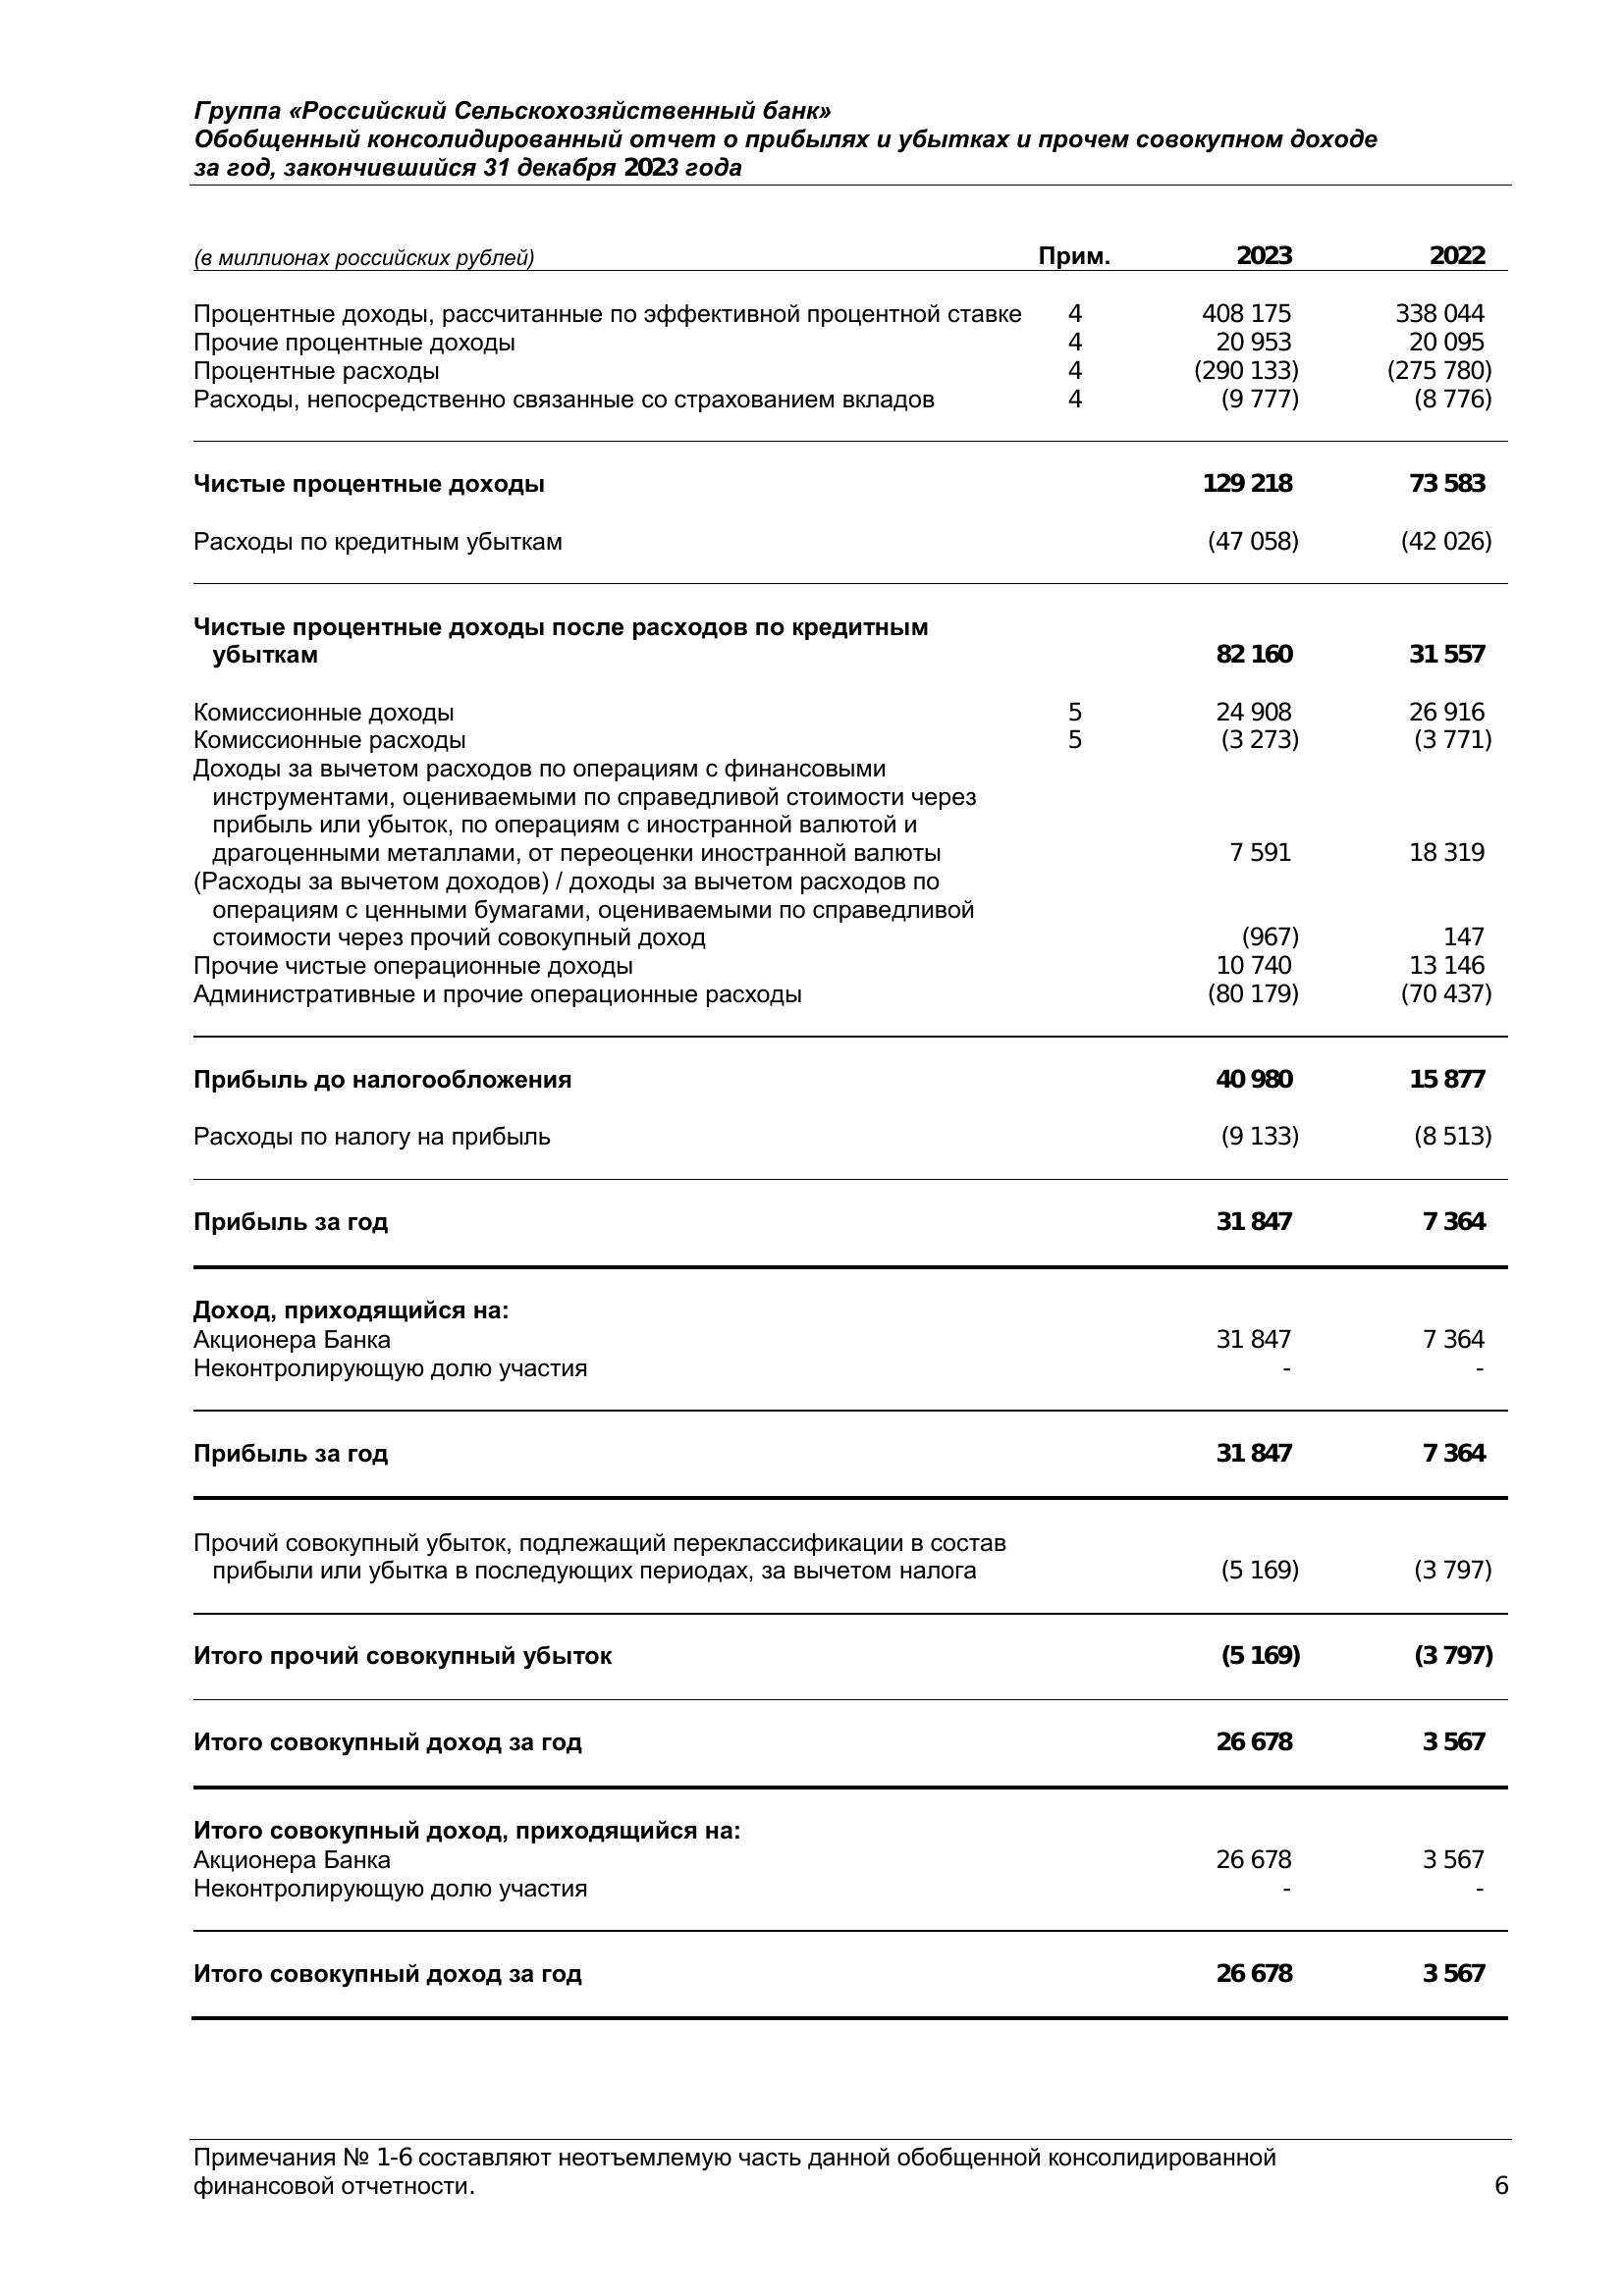 Группа «Российский Сельскохозяйственный банк»
Обобщенный консолидированный отчет о прибылях и убытках и прочем совокупном доходе
за год, закончившийся 31 декабря 2023 года
(в миллионах российских рублей) Прим. 2023 2022
Процентные доходы, рассчитанные по эффективной процентной ставке 4 408 175 338 044
Прочие процентные доходы 4 20 953 20 095
Процентные расходы 4 (290 133) (275 780)
Расходы, непосредственно связанные со страхованием вкладов 4 (9 777) (8 776)
Чистые процентные доходы 129 218 73 583
Расходы по кредитным убыткам (47 058) (42 026)
Чистые процентные доходы после расходов по кредитным
убыткам 82 160 31 557
Комиссионные доходы 5 24 908 26 916
Комиссионные расходы 5 (3 273) (3 771)
Доходы за вычетом расходов по операциям с финансовыми
инструментами, оцениваемыми по справедливой стоимости через
прибыль или убыток, по операциям с иностранной валютой и
драгоценными металлами, от переоценки иностранной валюты 7 591 18 319
(Расходы за вычетом доходов) / доходы за вычетом расходов по
операциям с ценными бумагами, оцениваемыми по справедливой
стоимости через прочий совокупный доход (967) 147
Прочие чистые операционные доходы 10 740 13 146
Административные и прочие операционные расходы (80 179) (70 437)
Прибыль до налогообложения 40 980 15 877
Расходы по налогу на прибыль (9 133) (8 513)
Прибыль за год 31 847 7 364
Доход, приходящийся на:
Акционера Банка 31 847 7 364
Неконтролирующую долю участия - -
Прибыль за год 31 847 7 364
Прочий совокупный убыток, подлежащий переклассификации в состав
прибыли или убытка в последующих периодах, за вычетом налога (5 169) (3 797)
Итого прочий совокупный убыток (5 169) (3 797)
Итого совокупный доход за год 26 678 3 567
Итого совокупный доход, приходящийся на:
Акционера Банка 26 678 3 567
Неконтролирующую долю участия - -
Итого совокупный доход за год 26 678 3 567
Примечания № 1-6 составляют неотъемлемую часть данной обобщенной консолидированной
финансовой отчетности. 6